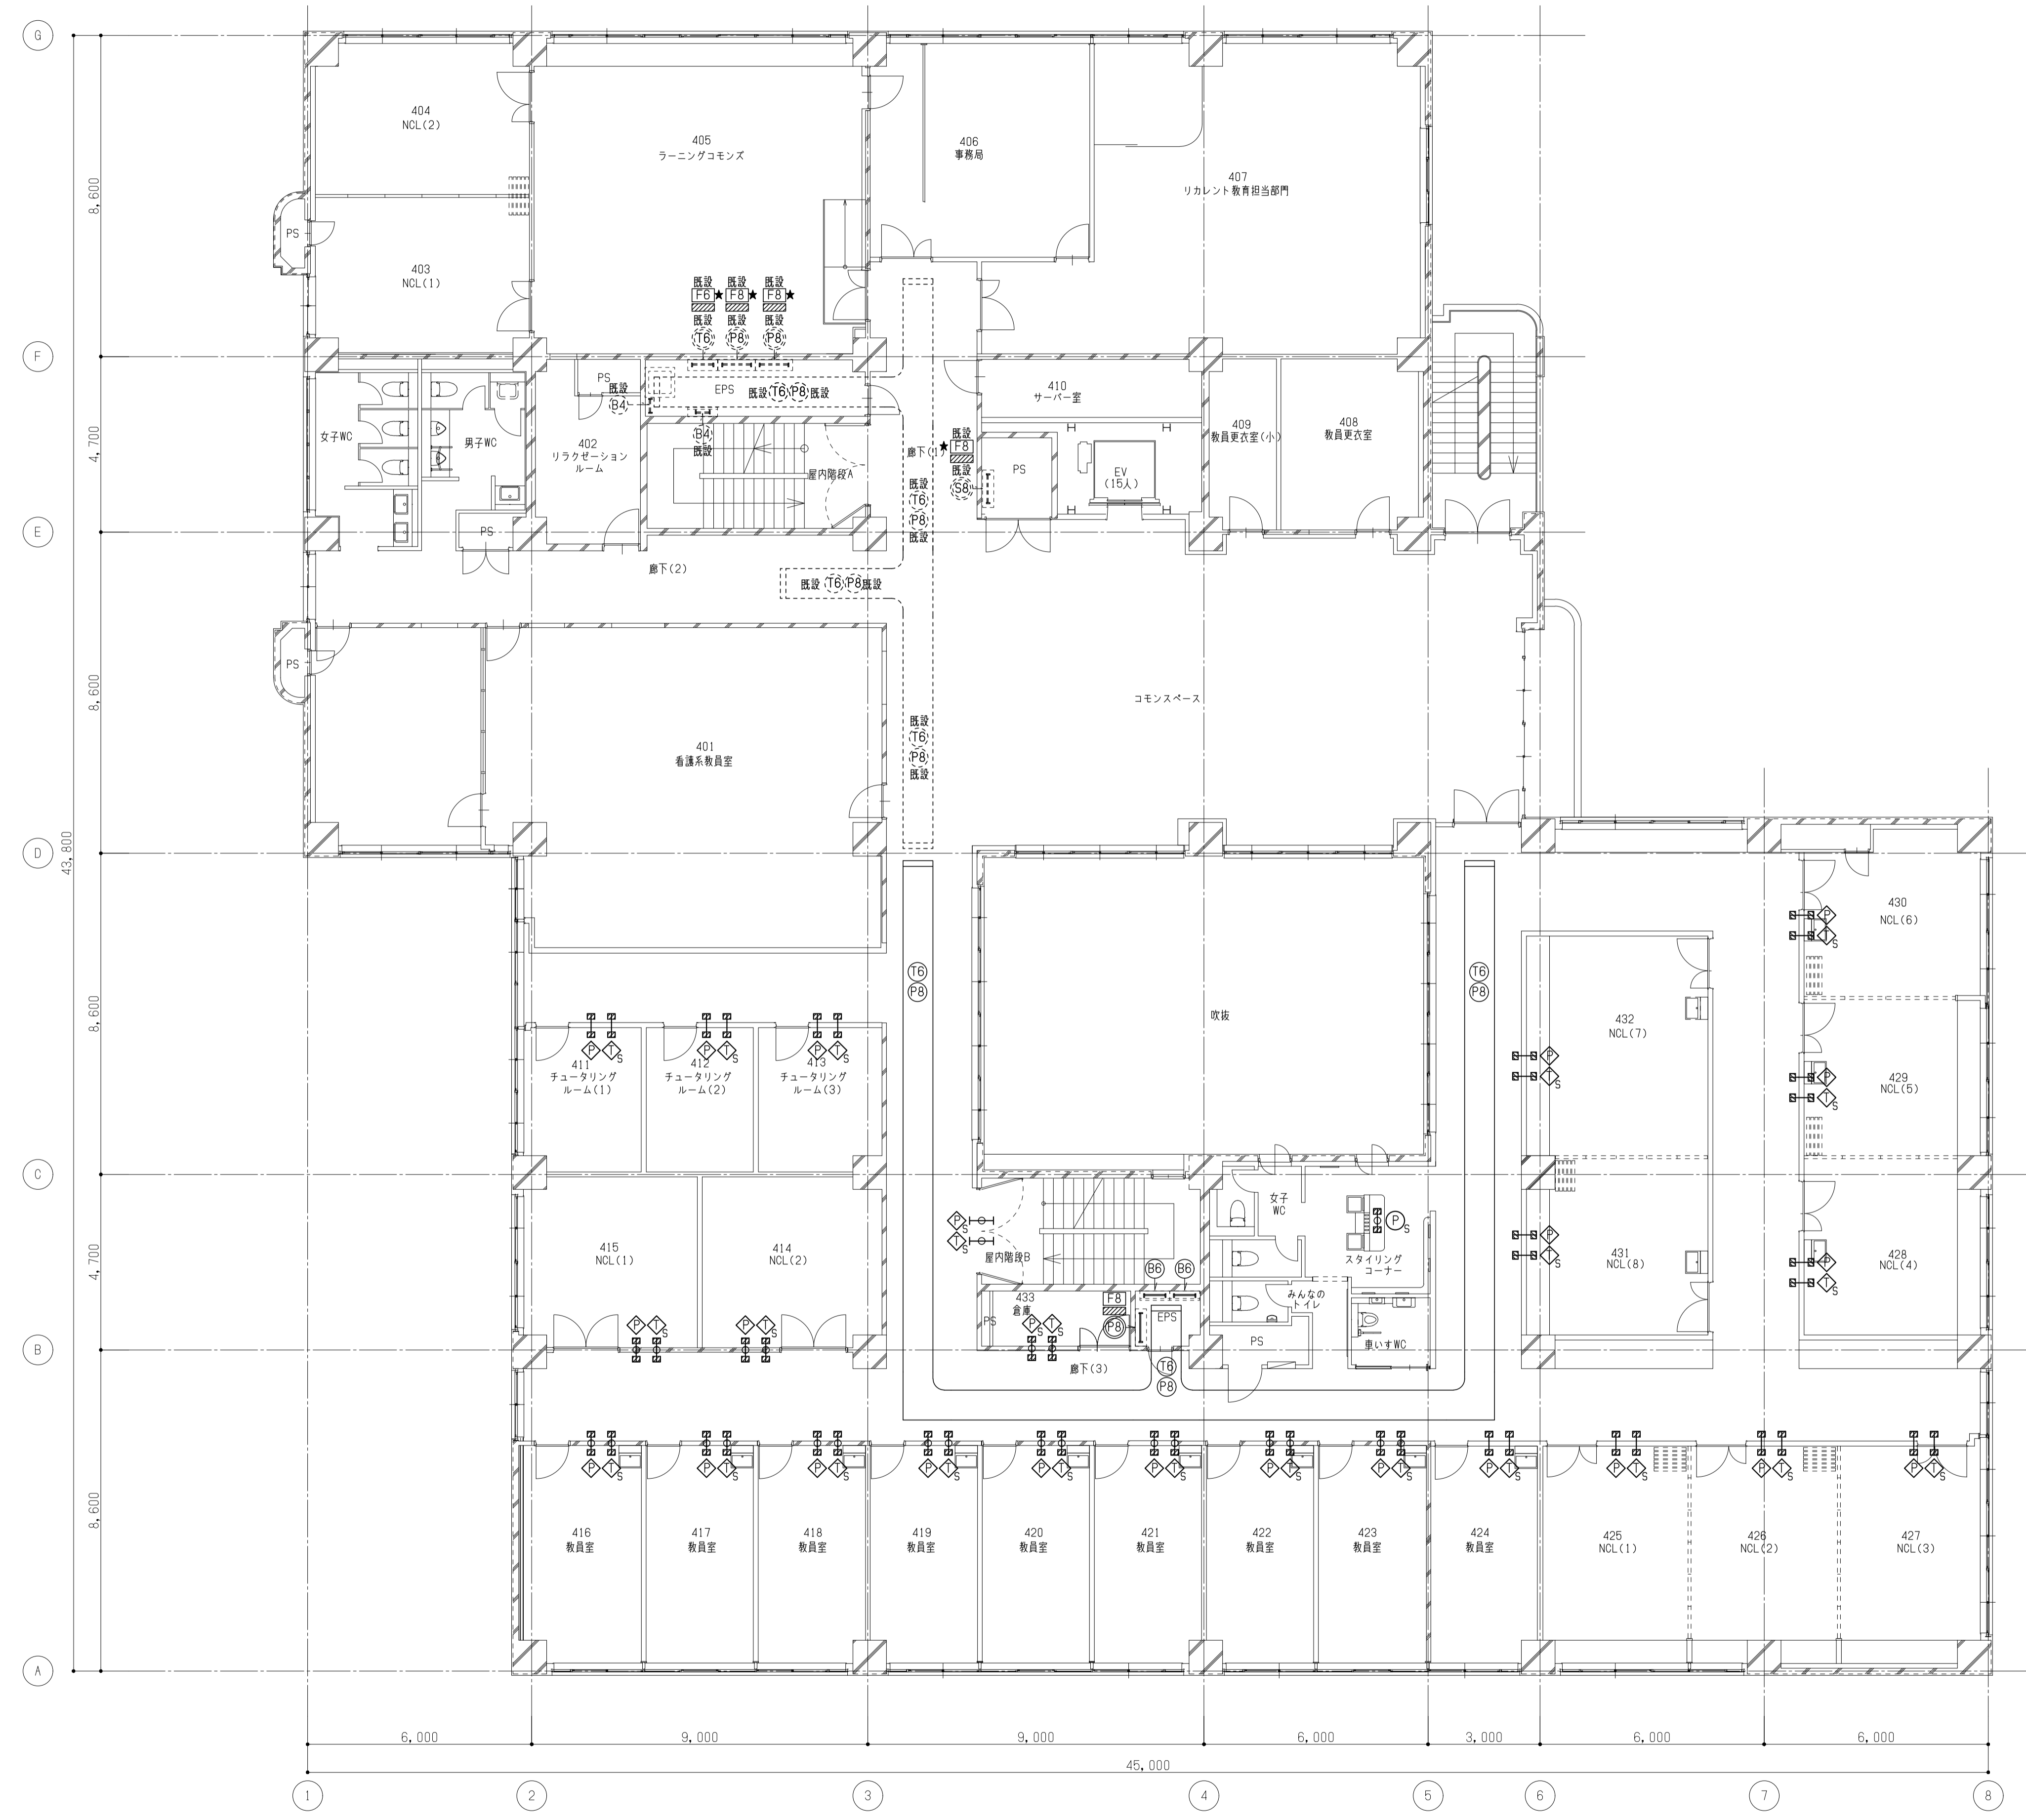 G
404
NCL(2)
405
ラーニングコモンズ
406
事務局
407
リカレント教育担当部門
8,600
PS
403
NCL(1)
既設 既設 既設
F6★ F8★ F8★
既設 既設 既設
T6 P8 P8
F
PS
既設
B4
EPS
既設 T6 P8 既設
410
サーバー室
409
教員更衣室(小)
408
教員更衣室
女子WC
男子WC
402
リラクゼーション
ルーム
B4
既設
屋内階段A
廊下(1)
既設
★F8
既設
S8
PS
EV
(15人)
4,700
既設
T6
P8
既設
E
PS
廊下(2)
既設 T6 P8 既設
PS
8,600
401
看護系教員室
既設
T6
P8
既設
コモンスペース
43,800
D
430
NCL(6)
P
T S
T6
P8
T6
P8
吹抜
432
NCL(7)
P
T S
8,600
P T S
P T S
P T S
411
チュータリング
ルーム(1)
412
チュータリング
ルーム(2)
413
チュータリング
ルーム(3)
429
NCL(5)
P
T S
C
女子
WC
P
T S
P S
屋内階段B
スタイリング
コーナー
415
NCL(1)
414
NCL(2)
431
NCL(8)
P
T S
428
NCL(4)
P
T S
4,700
B6 B6
みんなの
トイレ
433
倉庫
PS
F8
P8
EPS
P T S
P T S
P T S
PS
車いすWC
B
廊下(3)
T6
P8
P T S
P T S
P T S
P T S
P T S
P T S
P T S
P T S
P T S
P T S
P T S
P T S
8,600
416
教員室
417
教員室
418
教員室
419
教員室
420
教員室
421
教員室
422
教員室
423
教員室
424
教員室
425
NCL(1)
426
NCL(2)
427
NCL(3)
A
6,000 9,000 9,000 6,000 3,000 6,000 6,000
45,000
1 2 3 4 5 6 7 8